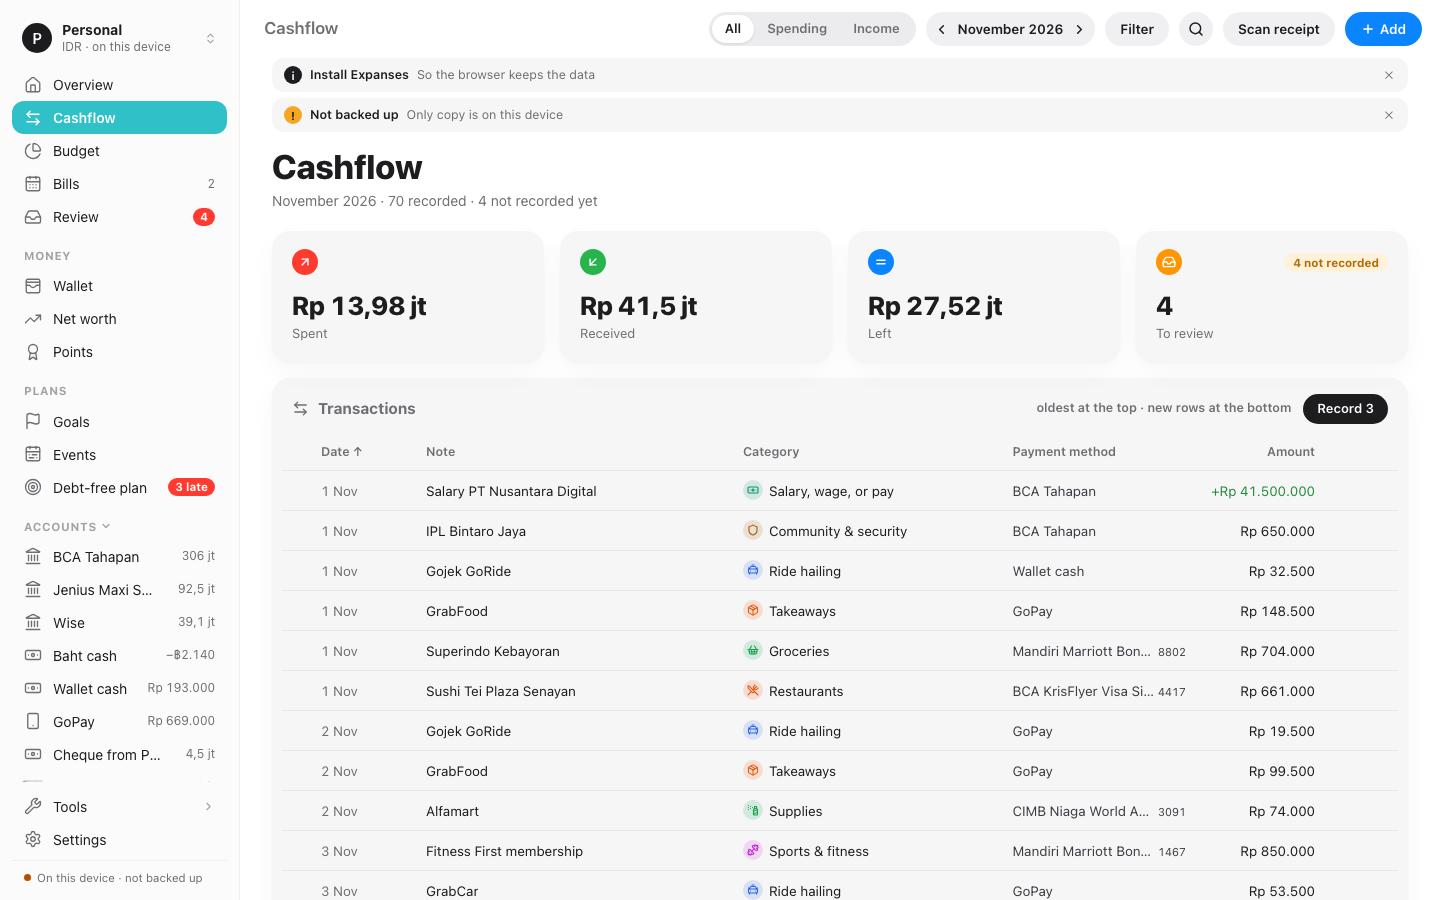 P
Personal
IDR · on this device
Overview
Cashflow
Budget
Bills 2
Review 4
MONEY
Wallet
Net worth
Points
PLANS
Goals
Events
Debt-free plan 3 late
ACCOUNTS
BCA Tahapan 306 jt
Jenius Maxi S... 92,5 jt
Wise 39,1 jt
Baht cash −฿2.140
Wallet cash Rp 193.000
GoPay Rp 669.000
Cheque from P... 4,5 jt
Tools
Settings
On this device · not backed up
Cashflow
All Spending Income
November 2026
Filter
Scan receipt
+ Add
Install Expanses So the browser keeps the data
Not backed up Only copy is on this device
Cashflow
November 2026 · 70 recorded · 4 not recorded yet
Rp 13,98 jt
Spent
Rp 41,5 jt
Received
Rp 27,52 jt
Left
4 not recorded
4
To review
Transactions
oldest at the top · new rows at the bottom
Record 3
Date ↑ Note Category Payment method Amount
1 Nov Salary PT Nusantara Digital Salary, wage, or pay BCA Tahapan +Rp 41.500.000
1 Nov IPL Bintaro Jaya Community & security BCA Tahapan Rp 650.000
1 Nov Gojek GoRide Ride hailing Wallet cash Rp 32.500
1 Nov GrabFood Takeaways GoPay Rp 148.500
1 Nov Superindo Kebayoran Groceries Mandiri Marriott Bon... 8802 Rp 704.000
1 Nov Sushi Tei Plaza Senayan Restaurants BCA KrisFlyer Visa Si... 4417 Rp 661.000
2 Nov Gojek GoRide Ride hailing GoPay Rp 19.500
2 Nov GrabFood Takeaways GoPay Rp 99.500
2 Nov Alfamart Supplies CIMB Niaga World A... 3091 Rp 74.000
3 Nov Fitness First membership Sports & fitness Mandiri Marriott Bon... 1467 Rp 850.000
3 Nov GrabCar Ride hailing GoPay Rp 53.500